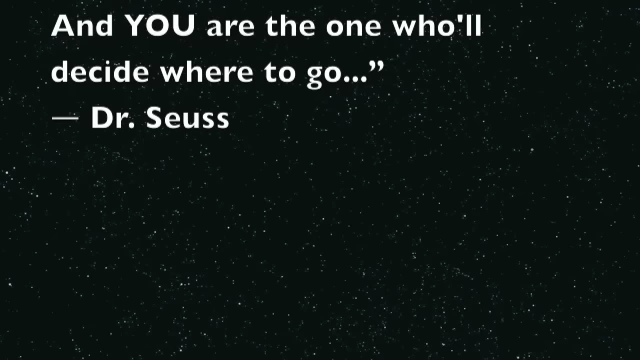 And YOU are the one who'll
decide where to go...”
— Dr. Seuss